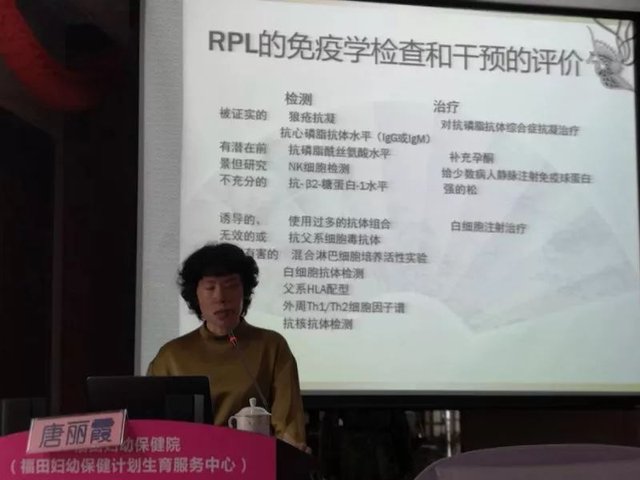 RPL的免疫学检查和干预的评价
检测 治疗
被证实的 狼疮抗凝 对抗磷脂抗体综合症抗凝治疗
抗心磷脂抗体水平（IgG或IgM）
有潜在前 抗磷脂酰丝氨酸水平 补充孕酮
景但研究 NK细胞检测 给少数病人静脉注射免疫球蛋白
不充分的 抗-β2-糖蛋白-1水平 强的松
诱导的、 使用过多的抗体组合 白细胞注射治疗
无效的或 抗父系细胞毒抗体
有害的 混合淋巴细胞培养活性实验
白细胞抗体检测
父系HLA配型
外周Th1/Th2细胞因子谱
抗核抗体检测
唐丽霞
福田妇幼保健院
（福田妇幼保健计划生育服务中心）